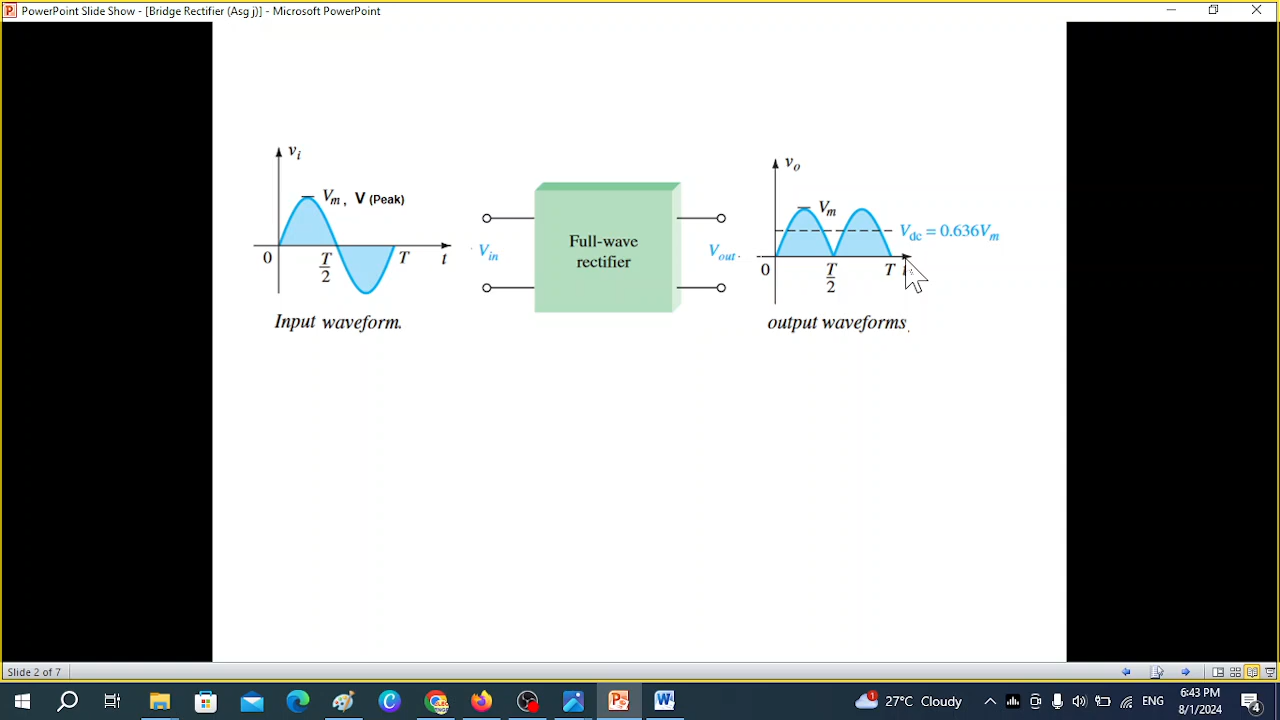 PowerPoint Slide Show - [Bridge Rectifier (Asg j)] - Microsoft PowerPoint
vi
Vm, V (Peak)
0
T
2
T
t
Input waveform.
Vin
Full-wave
rectifier
Vout.
vo
Vm
Vdc = 0.636Vm
0
T
2
T
output waveforms.
Slide 2 of 7
1
27°C Cloudy
ENG
6:43 PM
8/1/2024
4